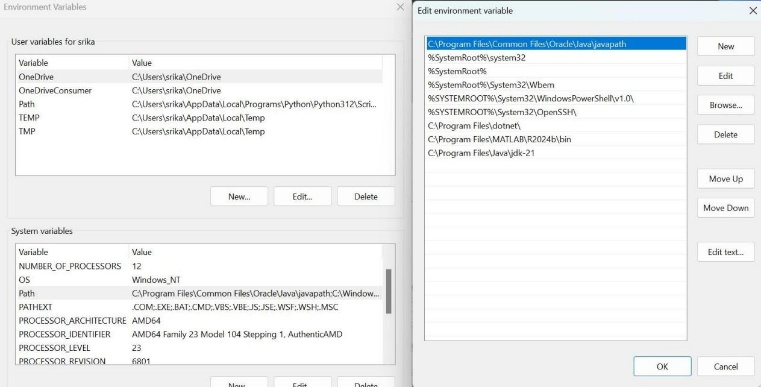 Environment Variables
User variables for srika
Variable Value
OneDrive C:\Users\srika\OneDrive
OneDriveConsumer C:\Users\srika\OneDrive
Path C:\Users\srika\AppData\Local\Programs\Python\Python312\Scri...
TEMP C:\Users\srika\AppData\Local\Temp
TMP C:\Users\srika\AppData\Local\Temp
New... Edit... Delete
System variables
Variable Value
NUMBER_OF_PROCESSORS 12
OS Windows_NT
Path C:\Program Files\Common Files\Oracle\Java\javapath;C:\Window...
PATHEXT .COM;.EXE;.BAT;.CMD;.VBS;.VBE;.JS;.JSE;.WSF;.WSH;.MSC
PROCESSOR_ARCHITECTURE AMD64
PROCESSOR_IDENTIFIER AMD64 Family 23 Model 104 Stepping 1, AuthenticAMD
PROCESSOR_LEVEL 23
PROCESSOR_REVISION 6801
New Edit Delete
Edit environment variable
C:\Program Files\Common Files\Oracle\Java\javapath
%SystemRoot%\system32
%SystemRoot%
%SystemRoot%\System32\Wbem
%SYSTEMROOT%\System32\WindowsPowerShell\v1.0\
%SYSTEMROOT%\System32\OpenSSH\
C:\Program Files\dotnet\
C:\Program Files\MATLAB\R2024b\bin
C:\Program Files\Java\jdk-21
New
Edit
Browse...
Delete
Move Up
Move Down
Edit text...
OK Cancel